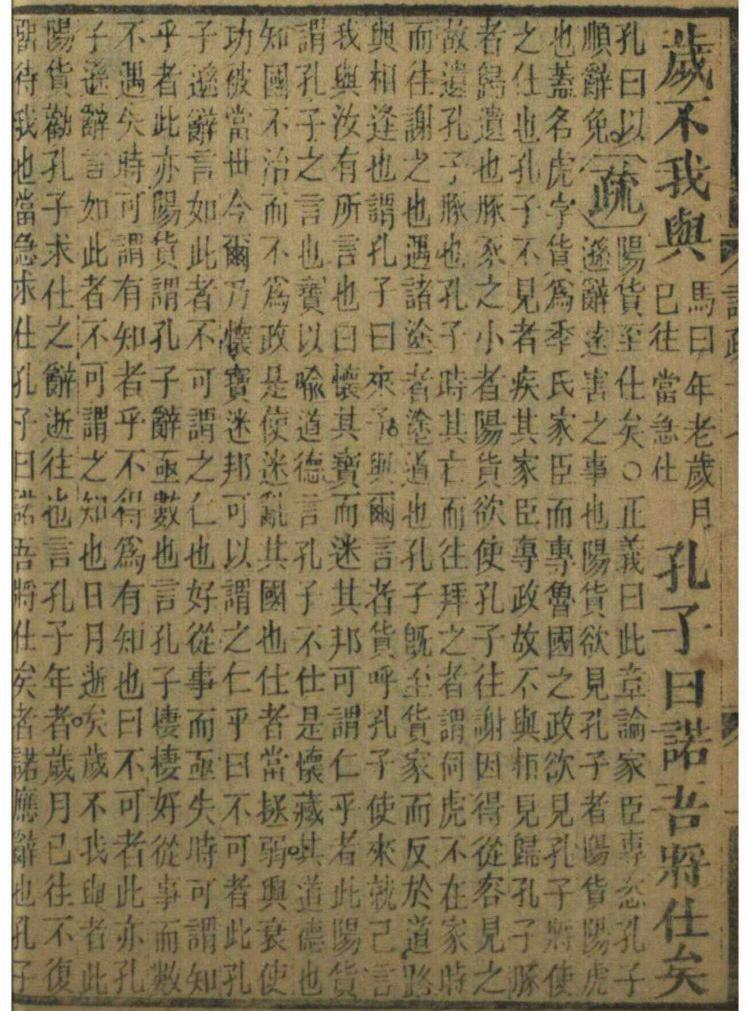 歲不我與 馬曰年老歲月已往當急仕 孔子曰諾吾將仕矣
孔曰以順辭免 疏 陽貨至仕矣○正義曰此章論家臣專恣孔子
遜辭遠害之事也陽貨欲見孔子者陽貨陽虎
也蓋名虎字貨爲季氏家臣而專魯國之政欲見孔子將使
之仕也孔子不見者疾其家臣專政故不與相見歸孔子豚
者歸遺也豚豕之小者陽貨欲使孔子往謝因得從容見之
故遺孔子豚也孔子時其亡而往拜之者謂伺虎不在家時
而往謝之也遇諸塗者塗道也孔子旣至貨家而反於道路
與相逢也謂孔子曰來予與爾言者貨呼孔子使來就己言
我與汝有所言也曰懷其寶而迷其邦可謂仁乎者此陽貨
謂孔子之言也寶以喻道德言孔子不仕是懷藏其道德也
知國不治而不爲政是使迷亂其國也仕者當拯弱興衰使
功被當世今爾乃懷寶迷邦可以謂之仁乎曰不可者此孔
子遜辭言如此者不可謂之仁也好從事而亟失時可謂知
乎者此亦陽貨謂孔子辭亟數也言孔子棲棲好從事而數
不遇失時可謂有知者乎不得爲有知也曰不可者此亦孔
子遜辭言如此者不可謂之知也日月逝矣歲不我與者此
陽貨勸孔子求仕之辭逝往也言孔子年者歲月已往不復
待我也當急求仕孔子曰諾吾將仕矣者諾應辭也孔子